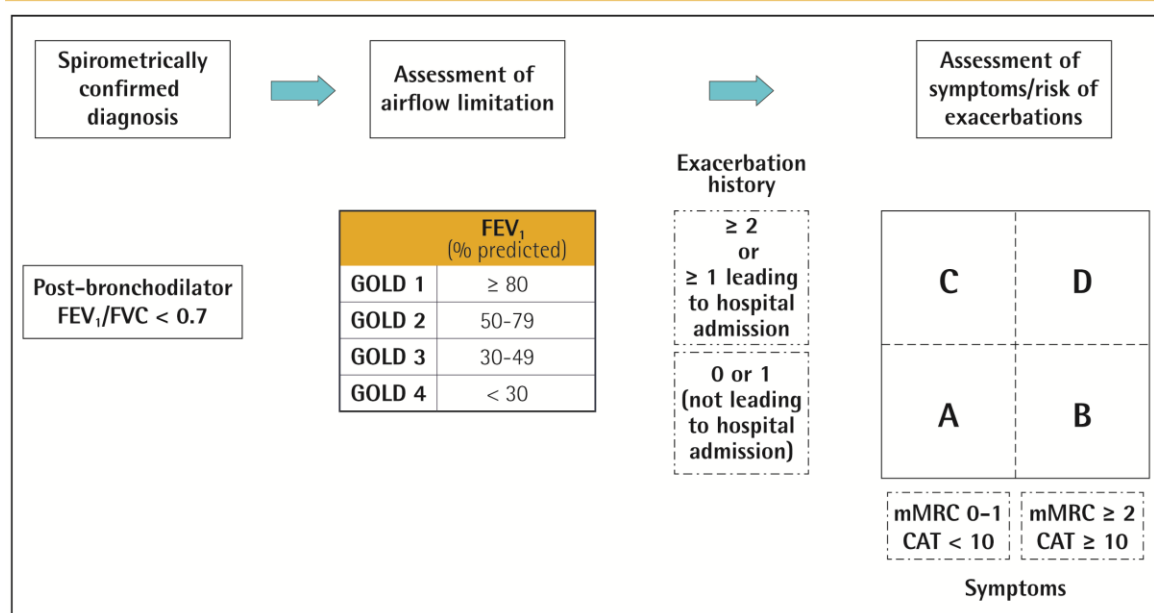 Spirometrically
confirmed
diagnosis
Assessment of
airflow limitation
Assessment of
symptoms/risk of
exacerbations
Post-bronchodilator
FEV₁/FVC < 0.7
FEV₁
(% predicted)
GOLD 1 ≥ 80
GOLD 2 50-79
GOLD 3 30-49
GOLD 4 < 30
Exacerbation
history
≥ 2
or
≥ 1 leading
to hospital
admission
0 or 1
(not leading
to hospital
admission)
C D
A B
mMRC 0-1
CAT < 10
mMRC ≥ 2
CAT ≥ 10
Symptoms